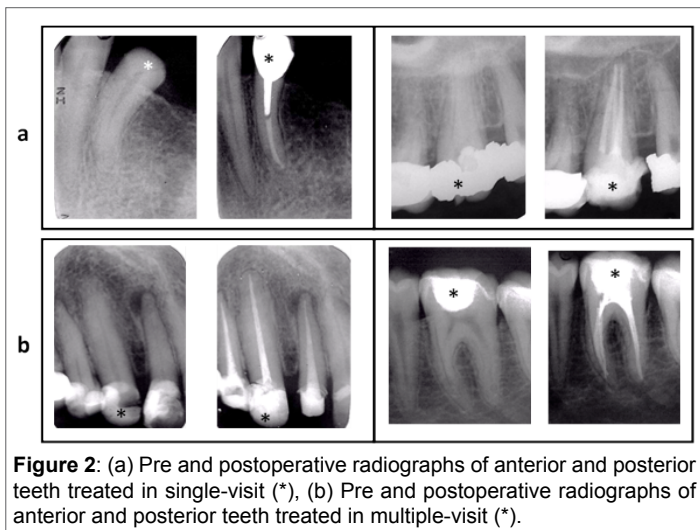 a
*
*
*
*
b
*
*
*
*
Figure 2: (a) Pre and postoperative radiographs of anterior and posterior
teeth treated in single-visit (*), (b) Pre and postoperative radiographs of
anterior and posterior teeth treated in multiple-visit (*).